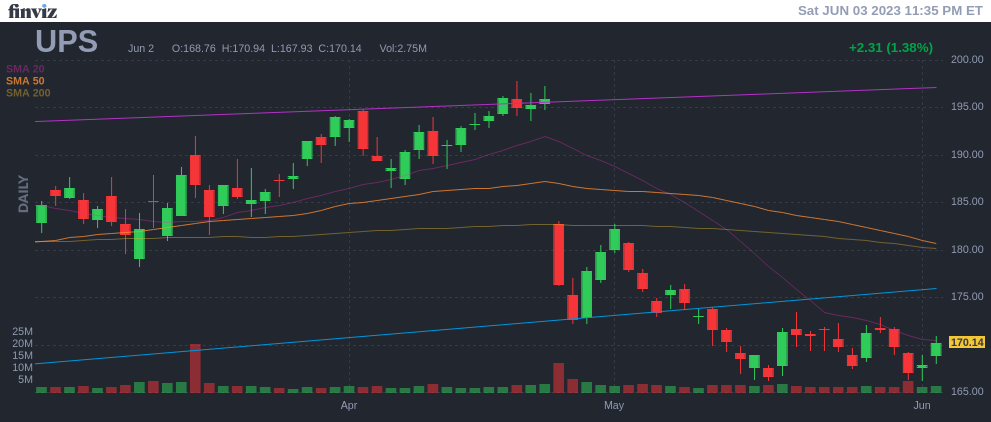 finviz
Sat JUN 03 2023 11:35 PM ET
UPS
Jun 2 O:168.76 H:170.94 L:167.93 C:170.14 Vol:2.75M
+2.31 (1.38%)
SMA 20
SMA 50
SMA 200
DAILY
200.00
195.00
190.00
185.00
180.00
175.00
170.14
165.00
25M
20M
15M
10M
5M
Apr
May
Jun